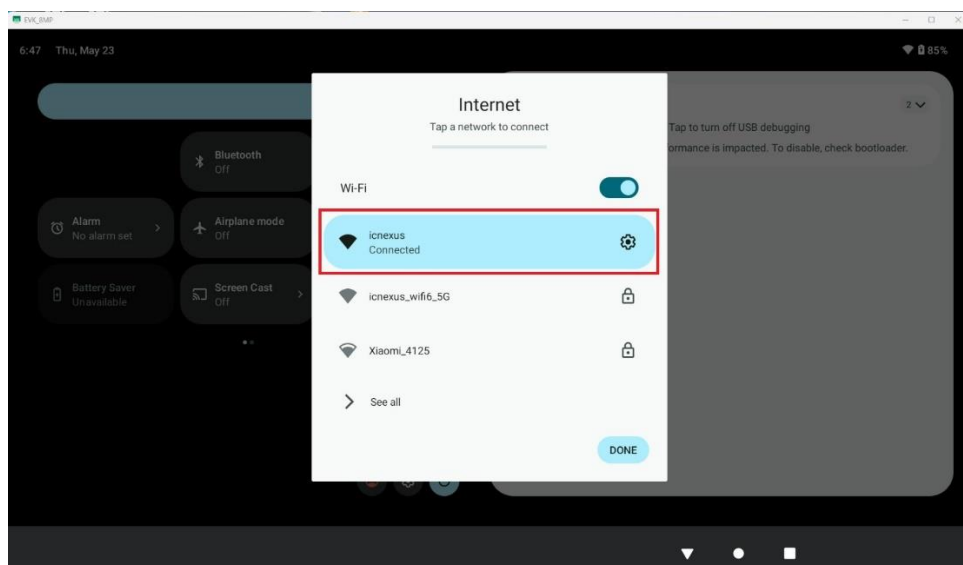 EVK_8MP
6:47 Thu, May 23
85%
Internet
Tap a network to connect
Wi-Fi
icnexus
Connected
icnexus_wifi6_5G
Xiaomi_4125
See all
DONE
Bluetooth
Off
Alarm
No alarm set
Airplane mode
Off
Battery Saver
Unavailable
Screen Cast
Off
2
Tap to turn off USB debugging
ormance is impacted. To disable, check bootloader.